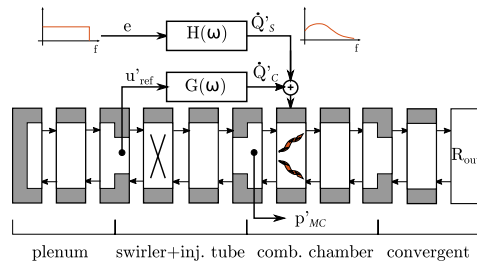 e
H(ω)
Q̇'S
f
f
u'ref
G(ω)
Q̇'C
+
Rout
p'MC
plenum
swirler+inj. tube
comb. chamber
convergent